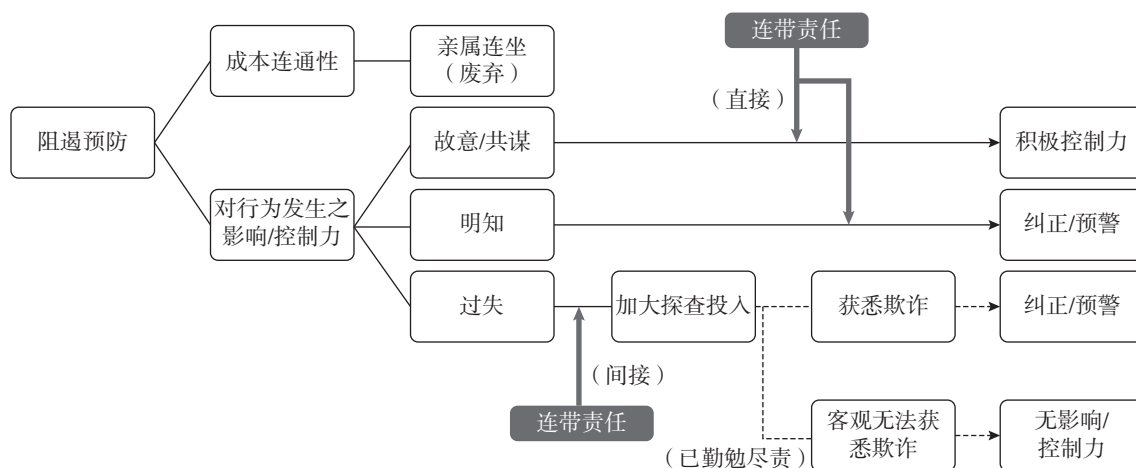 连带责任
成本连通性
亲属连坐
（废弃）
（直接）
阻遏预防
故意/共谋
积极控制力
对行为发生之
影响/控制力
明知
纠正/预警
过失
加大探查投入
获悉欺诈
纠正/预警
（间接）
连带责任
（已勤勉尽责）
客观无法获
悉欺诈
无影响/
控制力